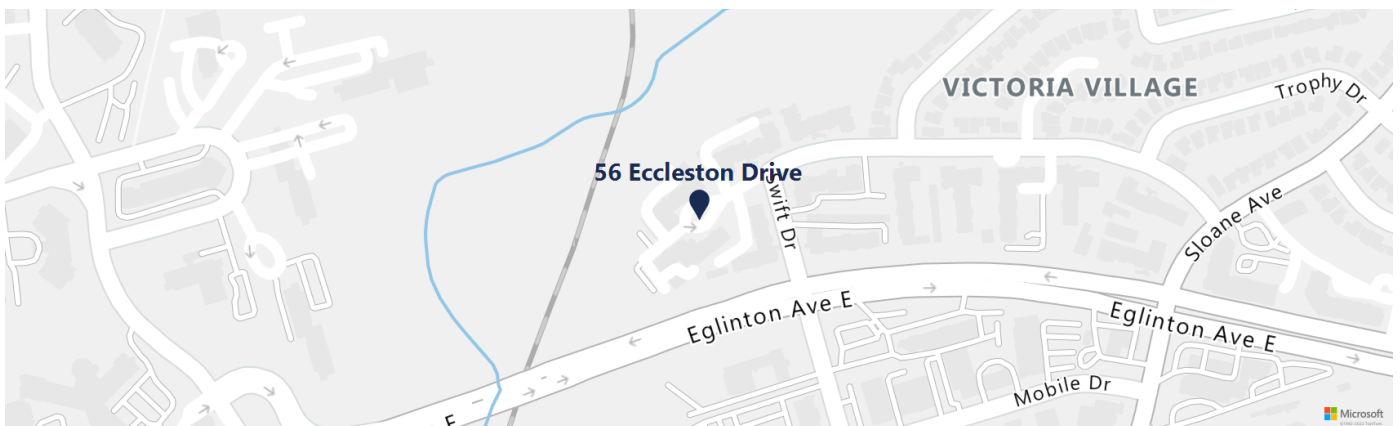 VICTORIA VILLAGE
Trophy Dr
56 Eccleston Drive
Swift Dr
Sloane Ave
Eglinton Ave E
Eglinton Ave E
Mobile Dr
E
Microsoft